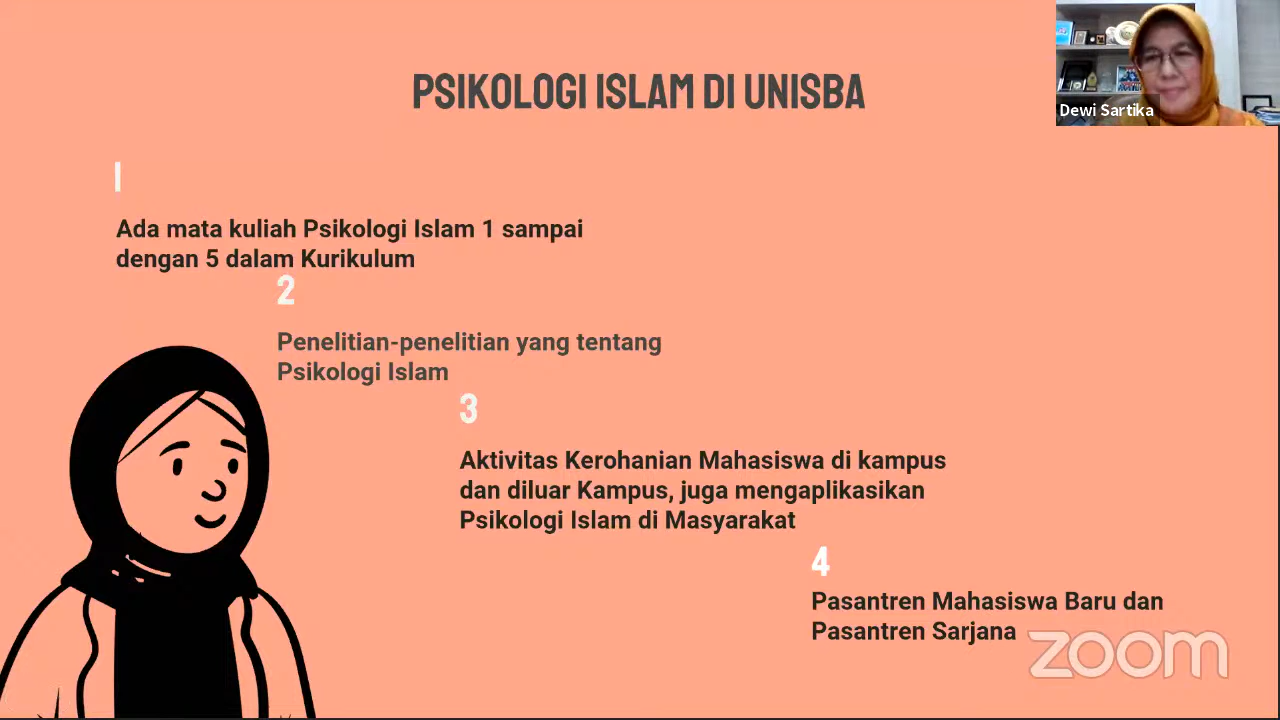 PSIKOLOGI ISLAM DI UNISBA
Dewi Sartika
1
Ada mata kuliah Psikologi Islam 1 sampai
dengan 5 dalam Kurikulum
2
Penelitian-penelitian yang tentang
Psikologi Islam
3
Aktivitas Kerohanian Mahasiswa di kampus
dan diluar Kampus, juga mengaplikasikan
Psikologi Islam di Masyarakat
4
Pasantren Mahasiswa Baru dan
Pasantren Sarjana
zoom